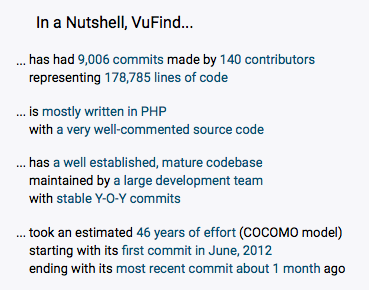 In a Nutshell, VuFind...
... has had 9,006 commits made by 140 contributors
representing 178,785 lines of code
... is mostly written in PHP
with a very well-commented source code
... has a well established, mature codebase
maintained by a large development team
with stable Y-O-Y commits
... took an estimated 46 years of effort (COCOMO model)
starting with its first commit in June, 2012
ending with its most recent commit about 1 month ago